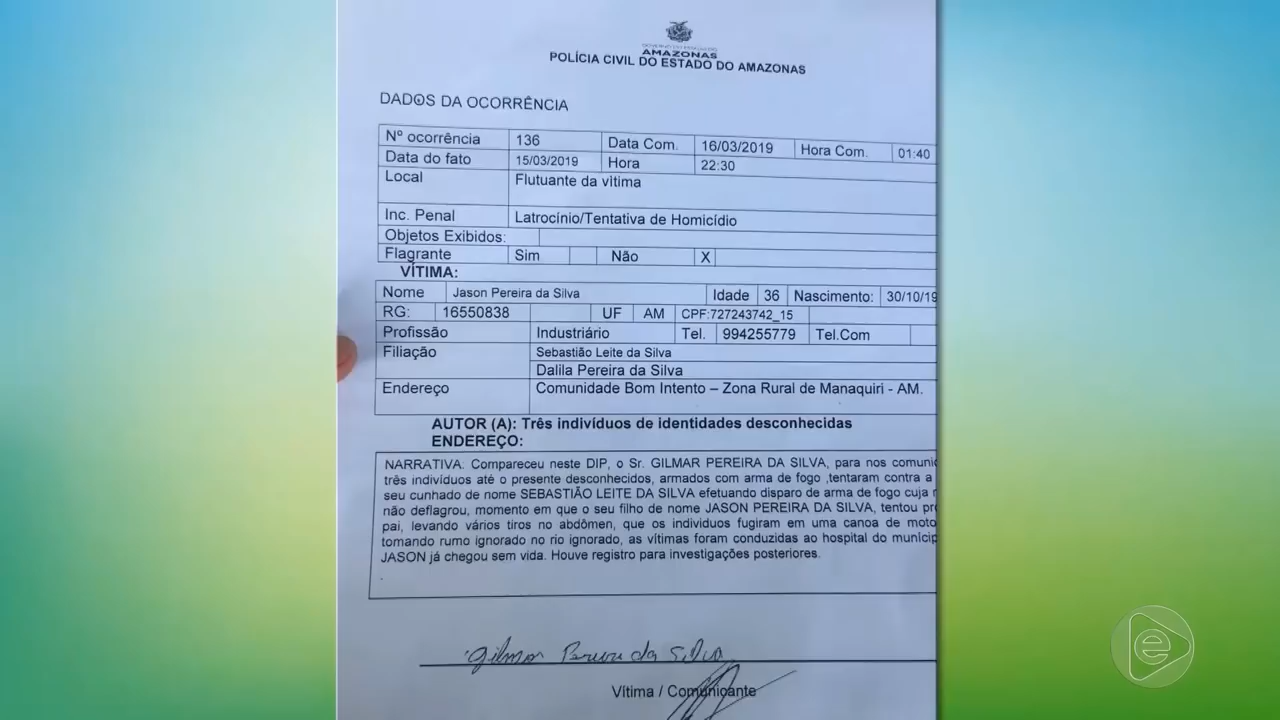 AMAZONAS
POLÍCIA CIVIL DO ESTADO DO AMAZONAS
DADOS DA OCORRÊNCIA
Nº ocorrência 136 Data Com. 16/03/2019 Hora Com. 01:40
Data do fato 15/03/2019 Hora 22:30
Local Flutuante da vitima
Inc. Penal Latrocínio/Tentativa de Homicídio
Objetos Exibidos:
Flagrante Sim Não X
VÍTIMA:
Nome Jason Pereira da Silva Idade 36 Nascimento: 30/10/19
RG: 16550838 UF AM CPF:727243742_15
Profissão Industriário Tel. 994255779 Tel.Com
Filiação Sebastião Leite da Silva
Dalila Pereira da Silva
Endereço Comunidade Bom Intento – Zona Rural de Manaquiri - AM.
AUTOR (A): Três indivíduos de identidades desconhecidas
ENDEREÇO:
NARRATIVA: Compareceu neste DIP, o Sr. GILMAR PEREIRA DA SILVA, para nos comuni
três indivíduos até o presente desconhecidos, armados com arma de fogo ,tentaram contra a
seu cunhado de nome SEBASTIÃO LEITE DA SILVA efetuando disparo de arma de fogo cuja
não deflagrou, momento em que o seu filho de nome JASON PEREIRA DA SILVA, tentou pr
pai, levando vários tiros no abdômen, que os individuos fugiram em uma canoa de moto
tomando rumo ignorado no rio ignorado, as vítimas foram conduzidas ao hospital do municíp
JASON já chegou sem vida. Houve registro para investigações posteriores.
Gilmar Pereira da Silva
Vítima / Comunicante
e